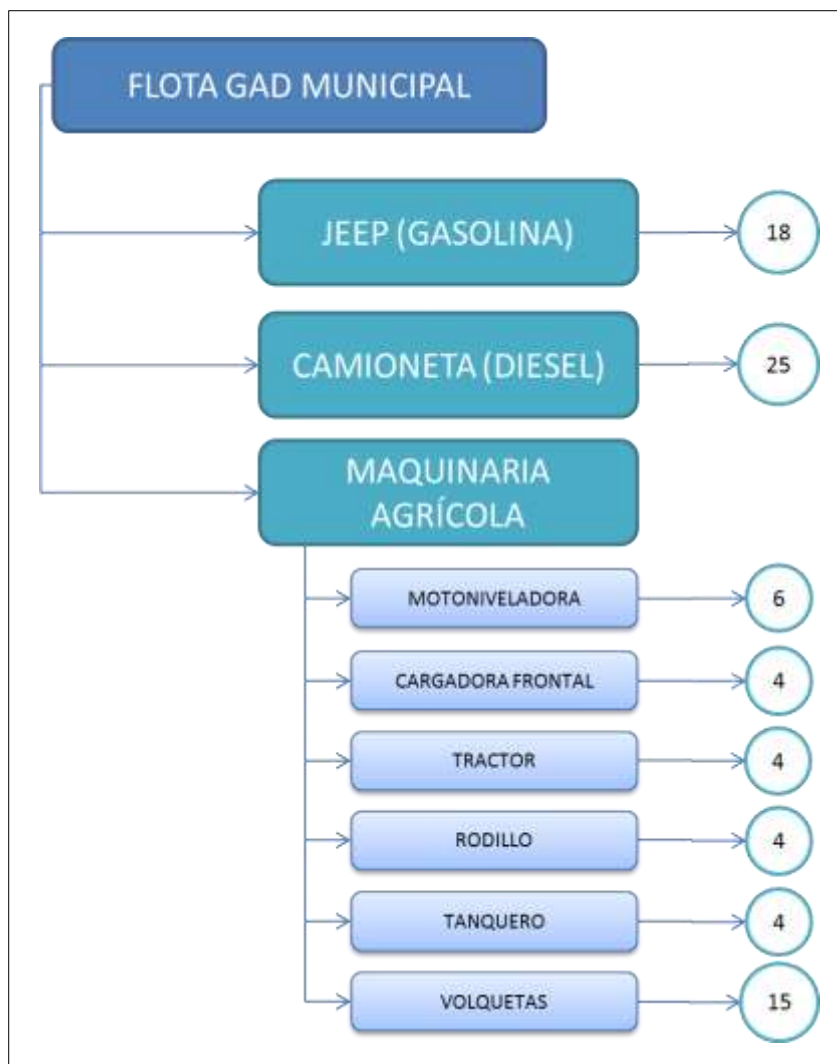 FLOTA GAD MUNICIPAL
JEEP (GASOLINA)
18
CAMIONETA (DIESEL)
25
MAQUINARIA
AGRÍCOLA
MOTONIVELADORA
6
CARGADORA FRONTAL
4
TRACTOR
4
RODILLO
4
TANQUERO
4
VOLQUETAS
15